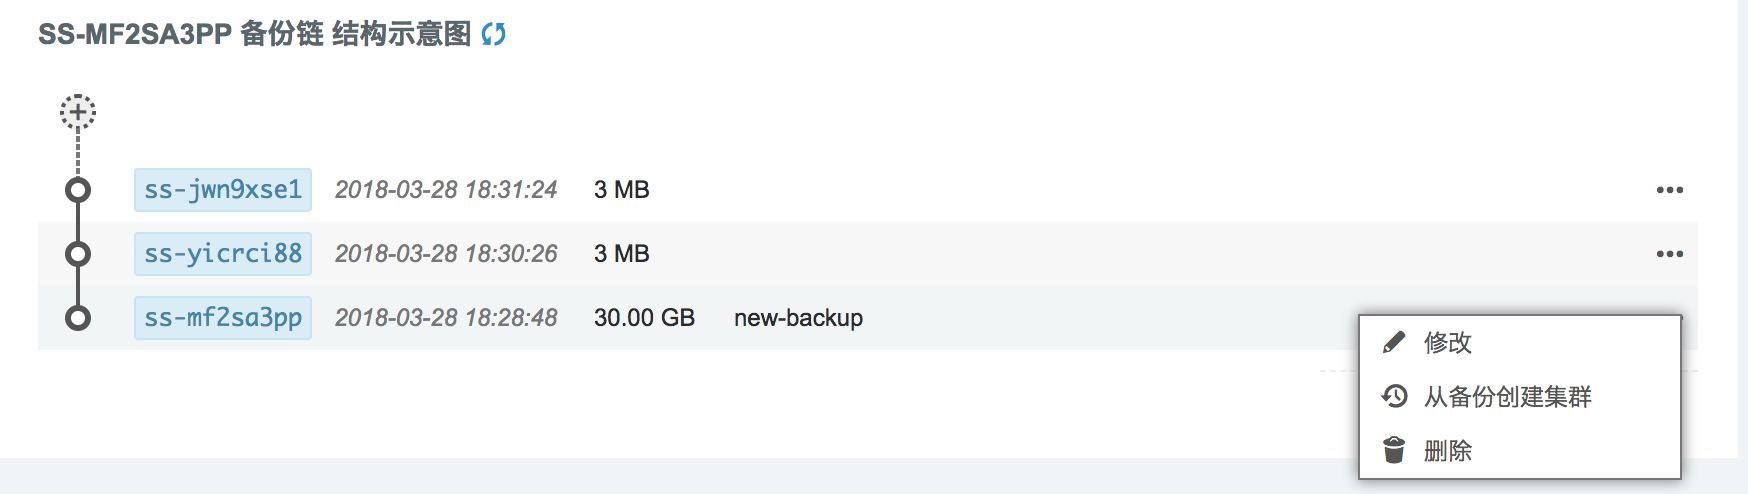 SS-MF2SA3PP 备份链 结构示意图
ss-jwn9xse1 2018-03-28 18:31:24 3 MB
ss-yicrci88 2018-03-28 18:30:26 3 MB
ss-mf2sa3pp 2018-03-28 18:28:48 30.00 GB new-backup
修改
从备份创建集群
删除